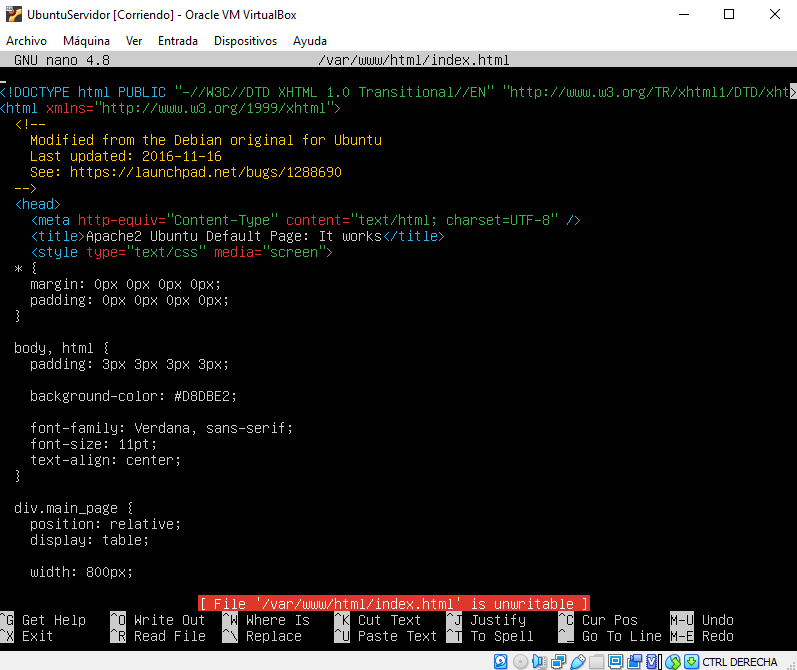 UbuntuServidor [Corriendo] - Oracle VM VirtualBox
Archivo Máquina Ver Entrada Dispositivos Ayuda
GNU nano 4.8 /var/www/html/index.html
<!DOCTYPE html PUBLIC "-//W3C//DTD XHTML 1.0 Transitional//EN" "http://www.w3.org/TR/xhtml1/DTD/xht>
<html xmlns="http://www.w3.org/1999/xhtml">
  <!--
    Modified from the Debian original for Ubuntu
    Last updated: 2016-11-16
    See: https://launchpad.net/bugs/1288690
  -->
  <head>
    <meta http-equiv="Content-Type" content="text/html; charset=UTF-8" />
    <title>Apache2 Ubuntu Default Page: It works</title>
    <style type="text/css" media="screen">
  * {
    margin: 0px 0px 0px 0px;
    padding: 0px 0px 0px 0px;
  }
  body, html {
    padding: 3px 3px 3px 3px;
    background-color: #D8DBE2;
    font-family: Verdana, sans-serif;
    font-size: 11pt;
    text-align: center;
  }
  div.main_page {
    position: relative;
    display: table;
    width: 800px;
[ File '/var/www/html/index.html' is unwritable ]
^G Get Help ^O Write Out ^W Where Is ^K Cut Text ^J Justify ^C Cur Pos M-U Undo
^X Exit ^R Read File ^\ Replace ^U Paste Text ^T To Spell ^_ Go To Line M-E Redo
CTRL DERECHA